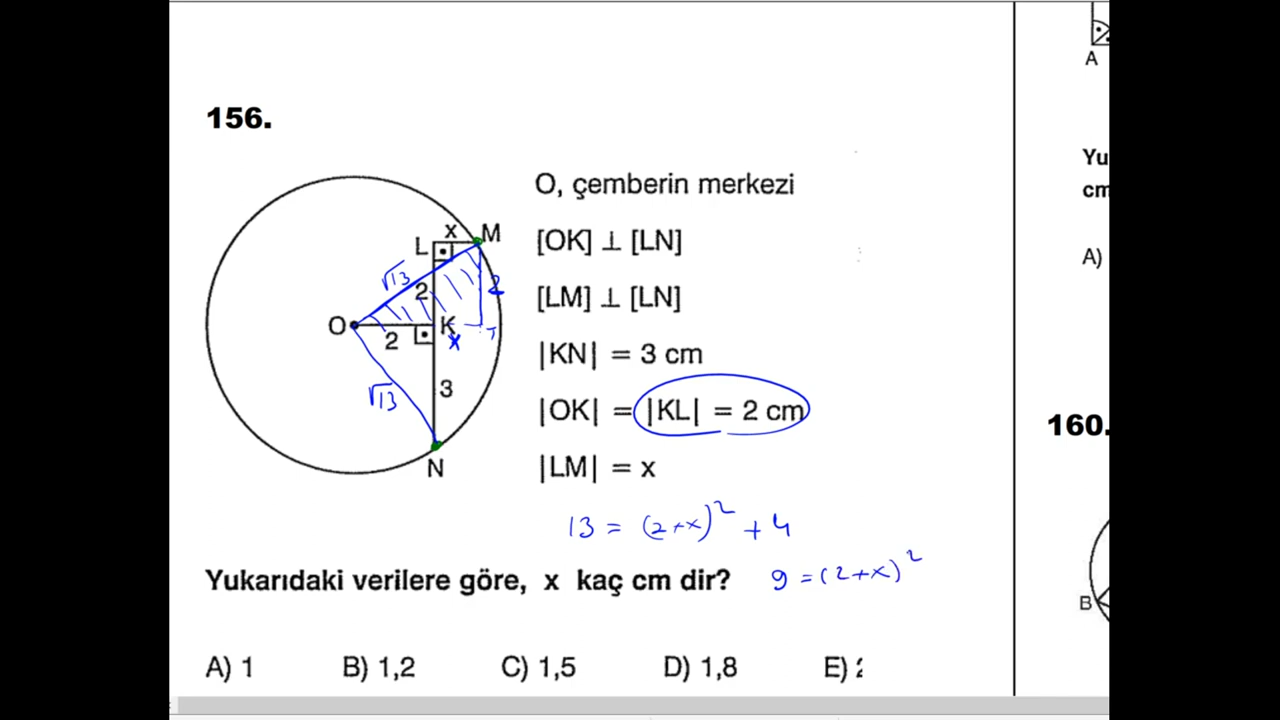 156.
O, çemberin merkezi
[OK] ⊥ [LN]
[LM] ⊥ [LN]
|KN| = 3 cm
|OK| = |KL| = 2 cm
|LM| = x
L x M
√13
2 2
O K
2 x
√13 3
N
13 = (2+x)² + 4
Yukarıdaki verilere göre, x kaç cm dir?
9 = (2+x)²
A) 1 B) 1,2 C) 1,5 D) 1,8 E)
A
Yu
cm
A)
160.
B